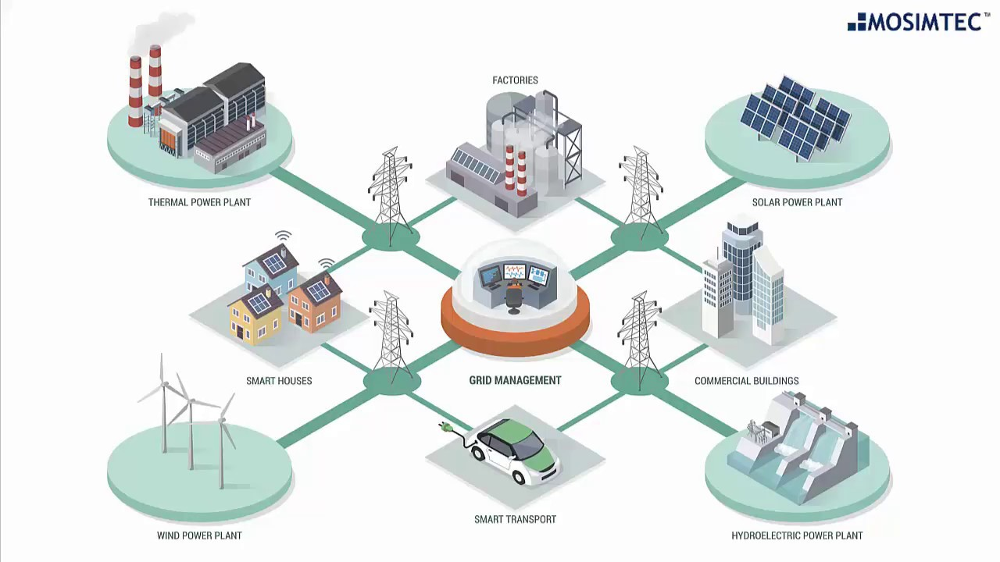 MOSIMTEC™
FACTORIES
THERMAL POWER PLANT
SOLAR POWER PLANT
SMART HOUSES
GRID MANAGEMENT
COMMERCIAL BUILDINGS
SMART TRANSPORT
WIND POWER PLANT
HYDROELECTRIC POWER PLANT